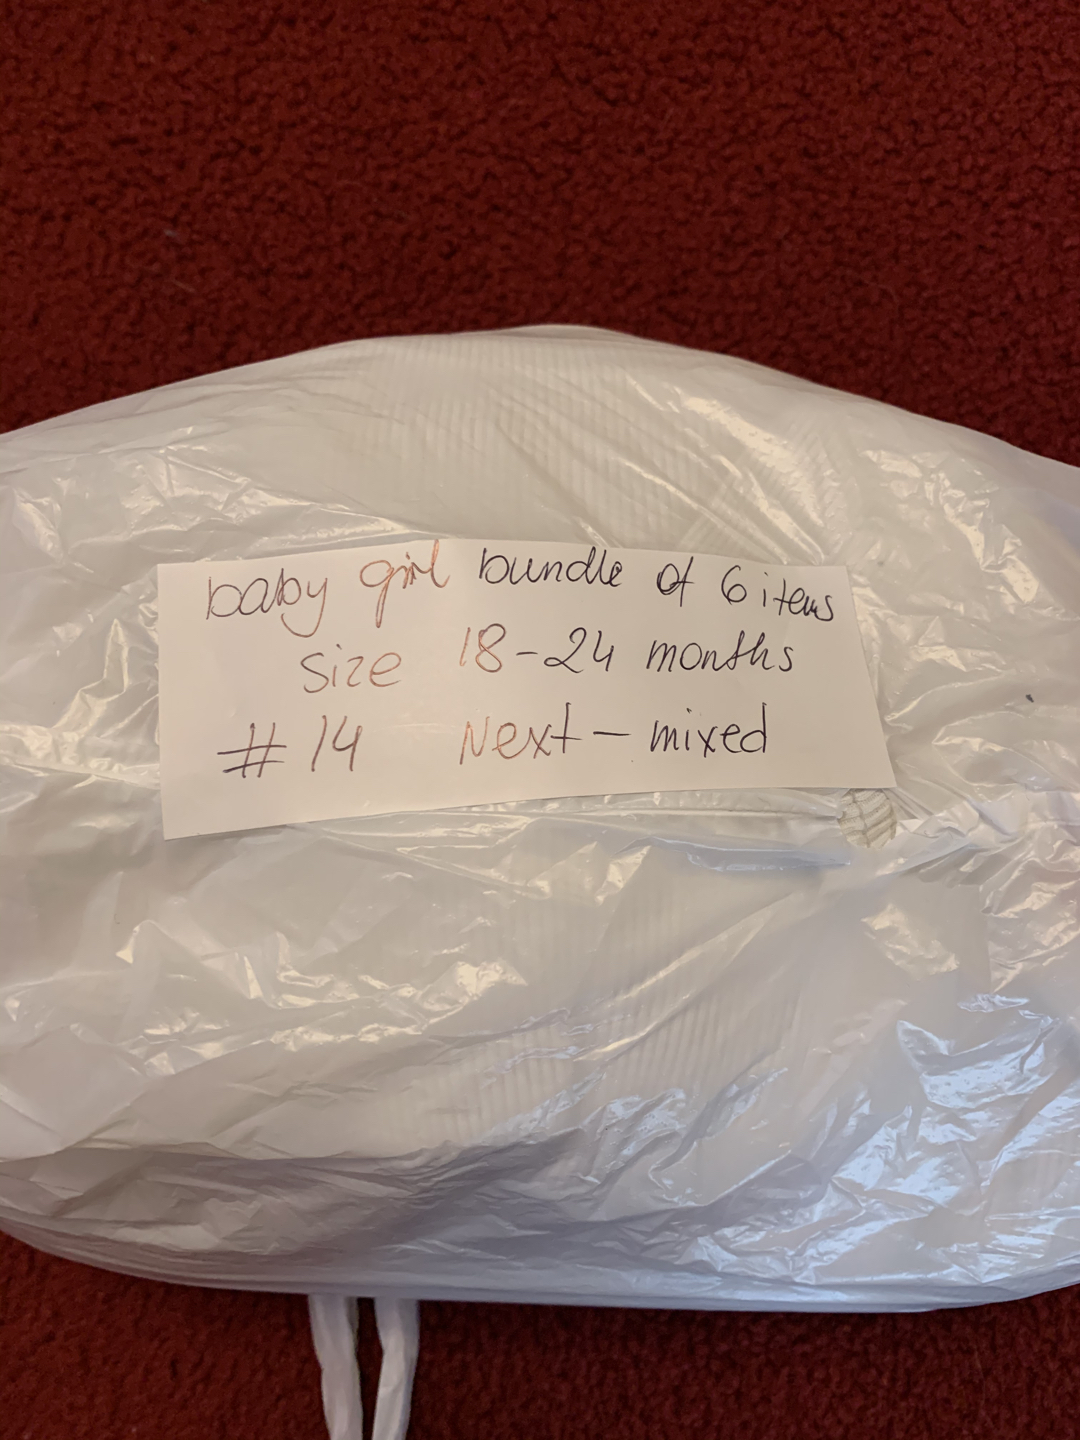 baby girl bundle of 6 items
size 18-24 months
# 14 Next - mixed